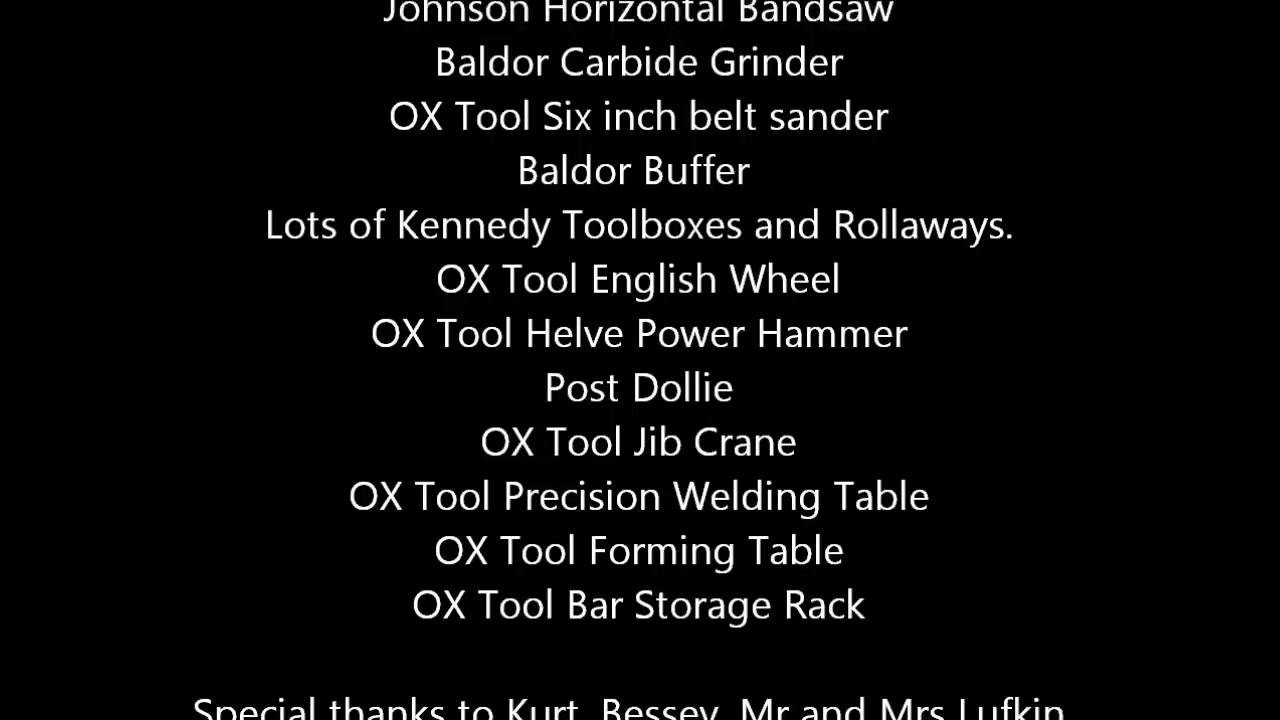 Johnson Horizontal Bandsaw
Baldor Carbide Grinder
OX Tool Six inch belt sander
Baldor Buffer
Lots of Kennedy Toolboxes and Rollaways.
OX Tool English Wheel
OX Tool Helve Power Hammer
Post Dollie
OX Tool Jib Crane
OX Tool Precision Welding Table
OX Tool Forming Table
OX Tool Bar Storage Rack
Special thanks to Kurt, Bessey, Mr and Mrs Lufkin